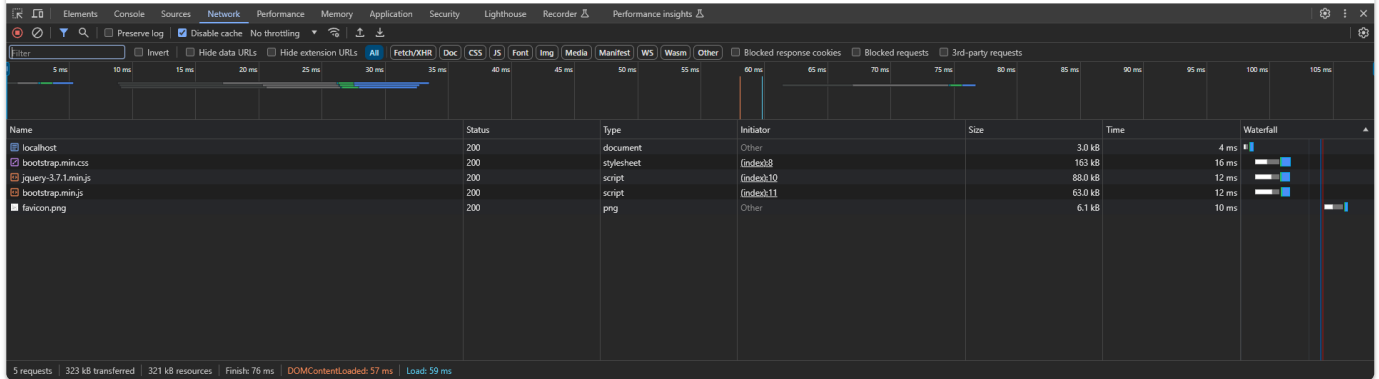 Elements Console Sources Network Performance Memory Application Security Lighthouse Recorder Performance insights
Preserve log Disable cache No throttling
Filter Invert Hide data URLs Hide extension URLs All Fetch/XHR Doc CSS JS Font Img Media Manifest WS Wasm Other Blocked response cookies Blocked requests 3rd-party requests
5 ms 10 ms 15 ms 20 ms 25 ms 30 ms 35 ms 40 ms 45 ms 50 ms 55 ms 60 ms 65 ms 70 ms 75 ms 80 ms 85 ms 90 ms 95 ms 100 ms 105 ms
Name Status Type Initiator Size Time Waterfall
localhost 200 document Other 3.0 kB 4 ms
bootstrap.min.css 200 stylesheet (index):8 163 kB 16 ms
jquery-3.7.1.min.js 200 script (index):10 88.0 kB 12 ms
bootstrap.min.js 200 script (index):11 63.0 kB 12 ms
favicon.png 200 png Other 6.1 kB 10 ms
5 requests 323 kB transferred 321 kB resources Finish: 76 ms DOMContentLoaded: 57 ms Load: 59 ms